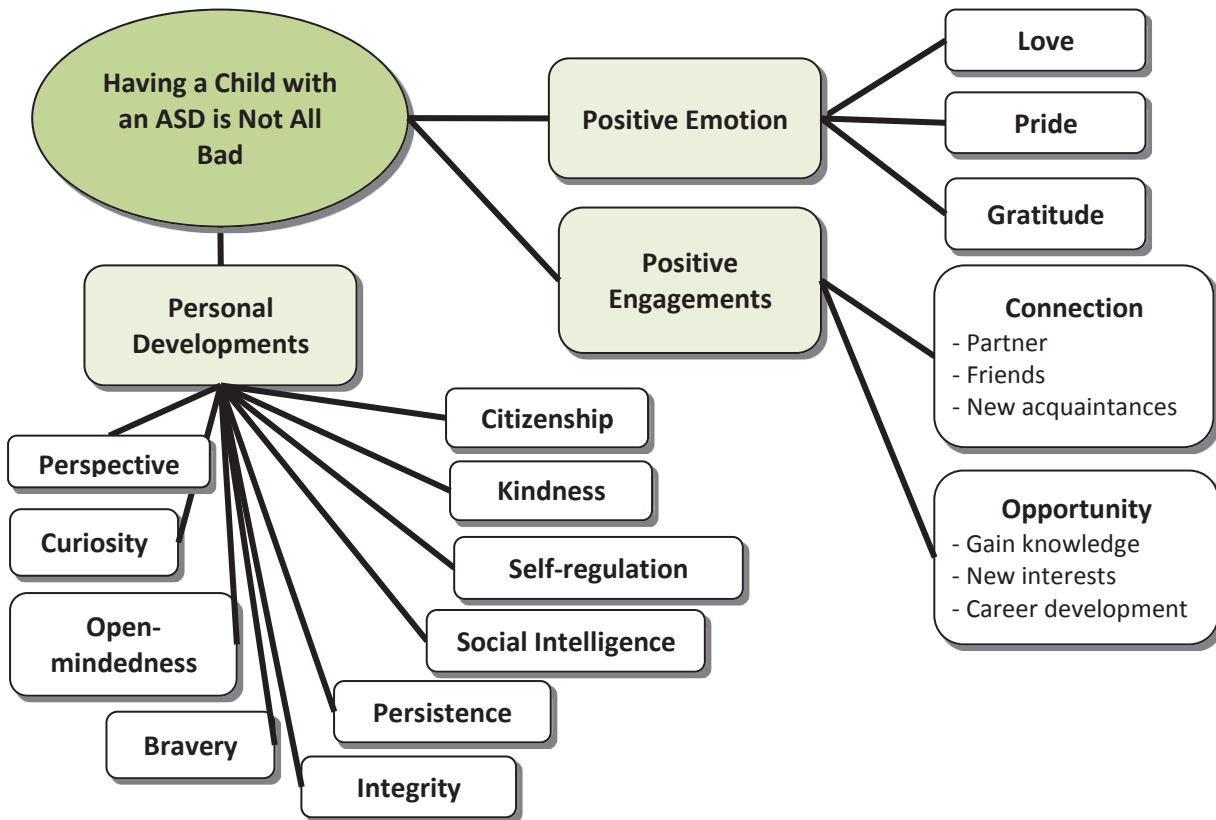 Having a Child with
an ASD is Not All
Bad
Positive Emotion
Love
Pride
Gratitude
Positive
Engagements
Connection
- Partner
- Friends
- New acquaintances
Opportunity
- Gain knowledge
- New interests
- Career development
Personal
Developments
Citizenship
Perspective
Kindness
Curiosity
Self-regulation
Open-
mindedness
Social Intelligence
Persistence
Bravery
Integrity